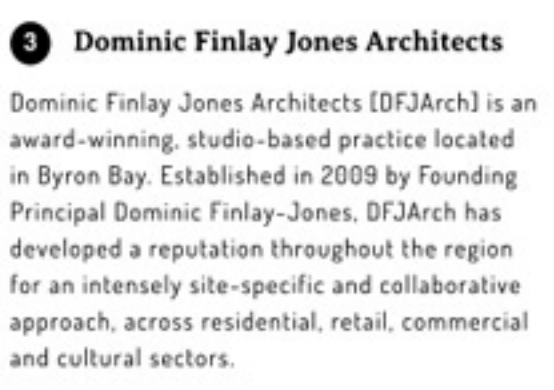 3 Dominic Finlay Jones Architects
Dominic Finlay Jones Architects [DFJArch] is an
award-winning, studio-based practice located
in Byron Bay. Established in 2009 by Founding
Principal Dominic Finlay-Jones, DFJArch has
developed a reputation throughout the region
for an intensely site-specific and collaborative
approach, across residential, retail, commercial
and cultural sectors.